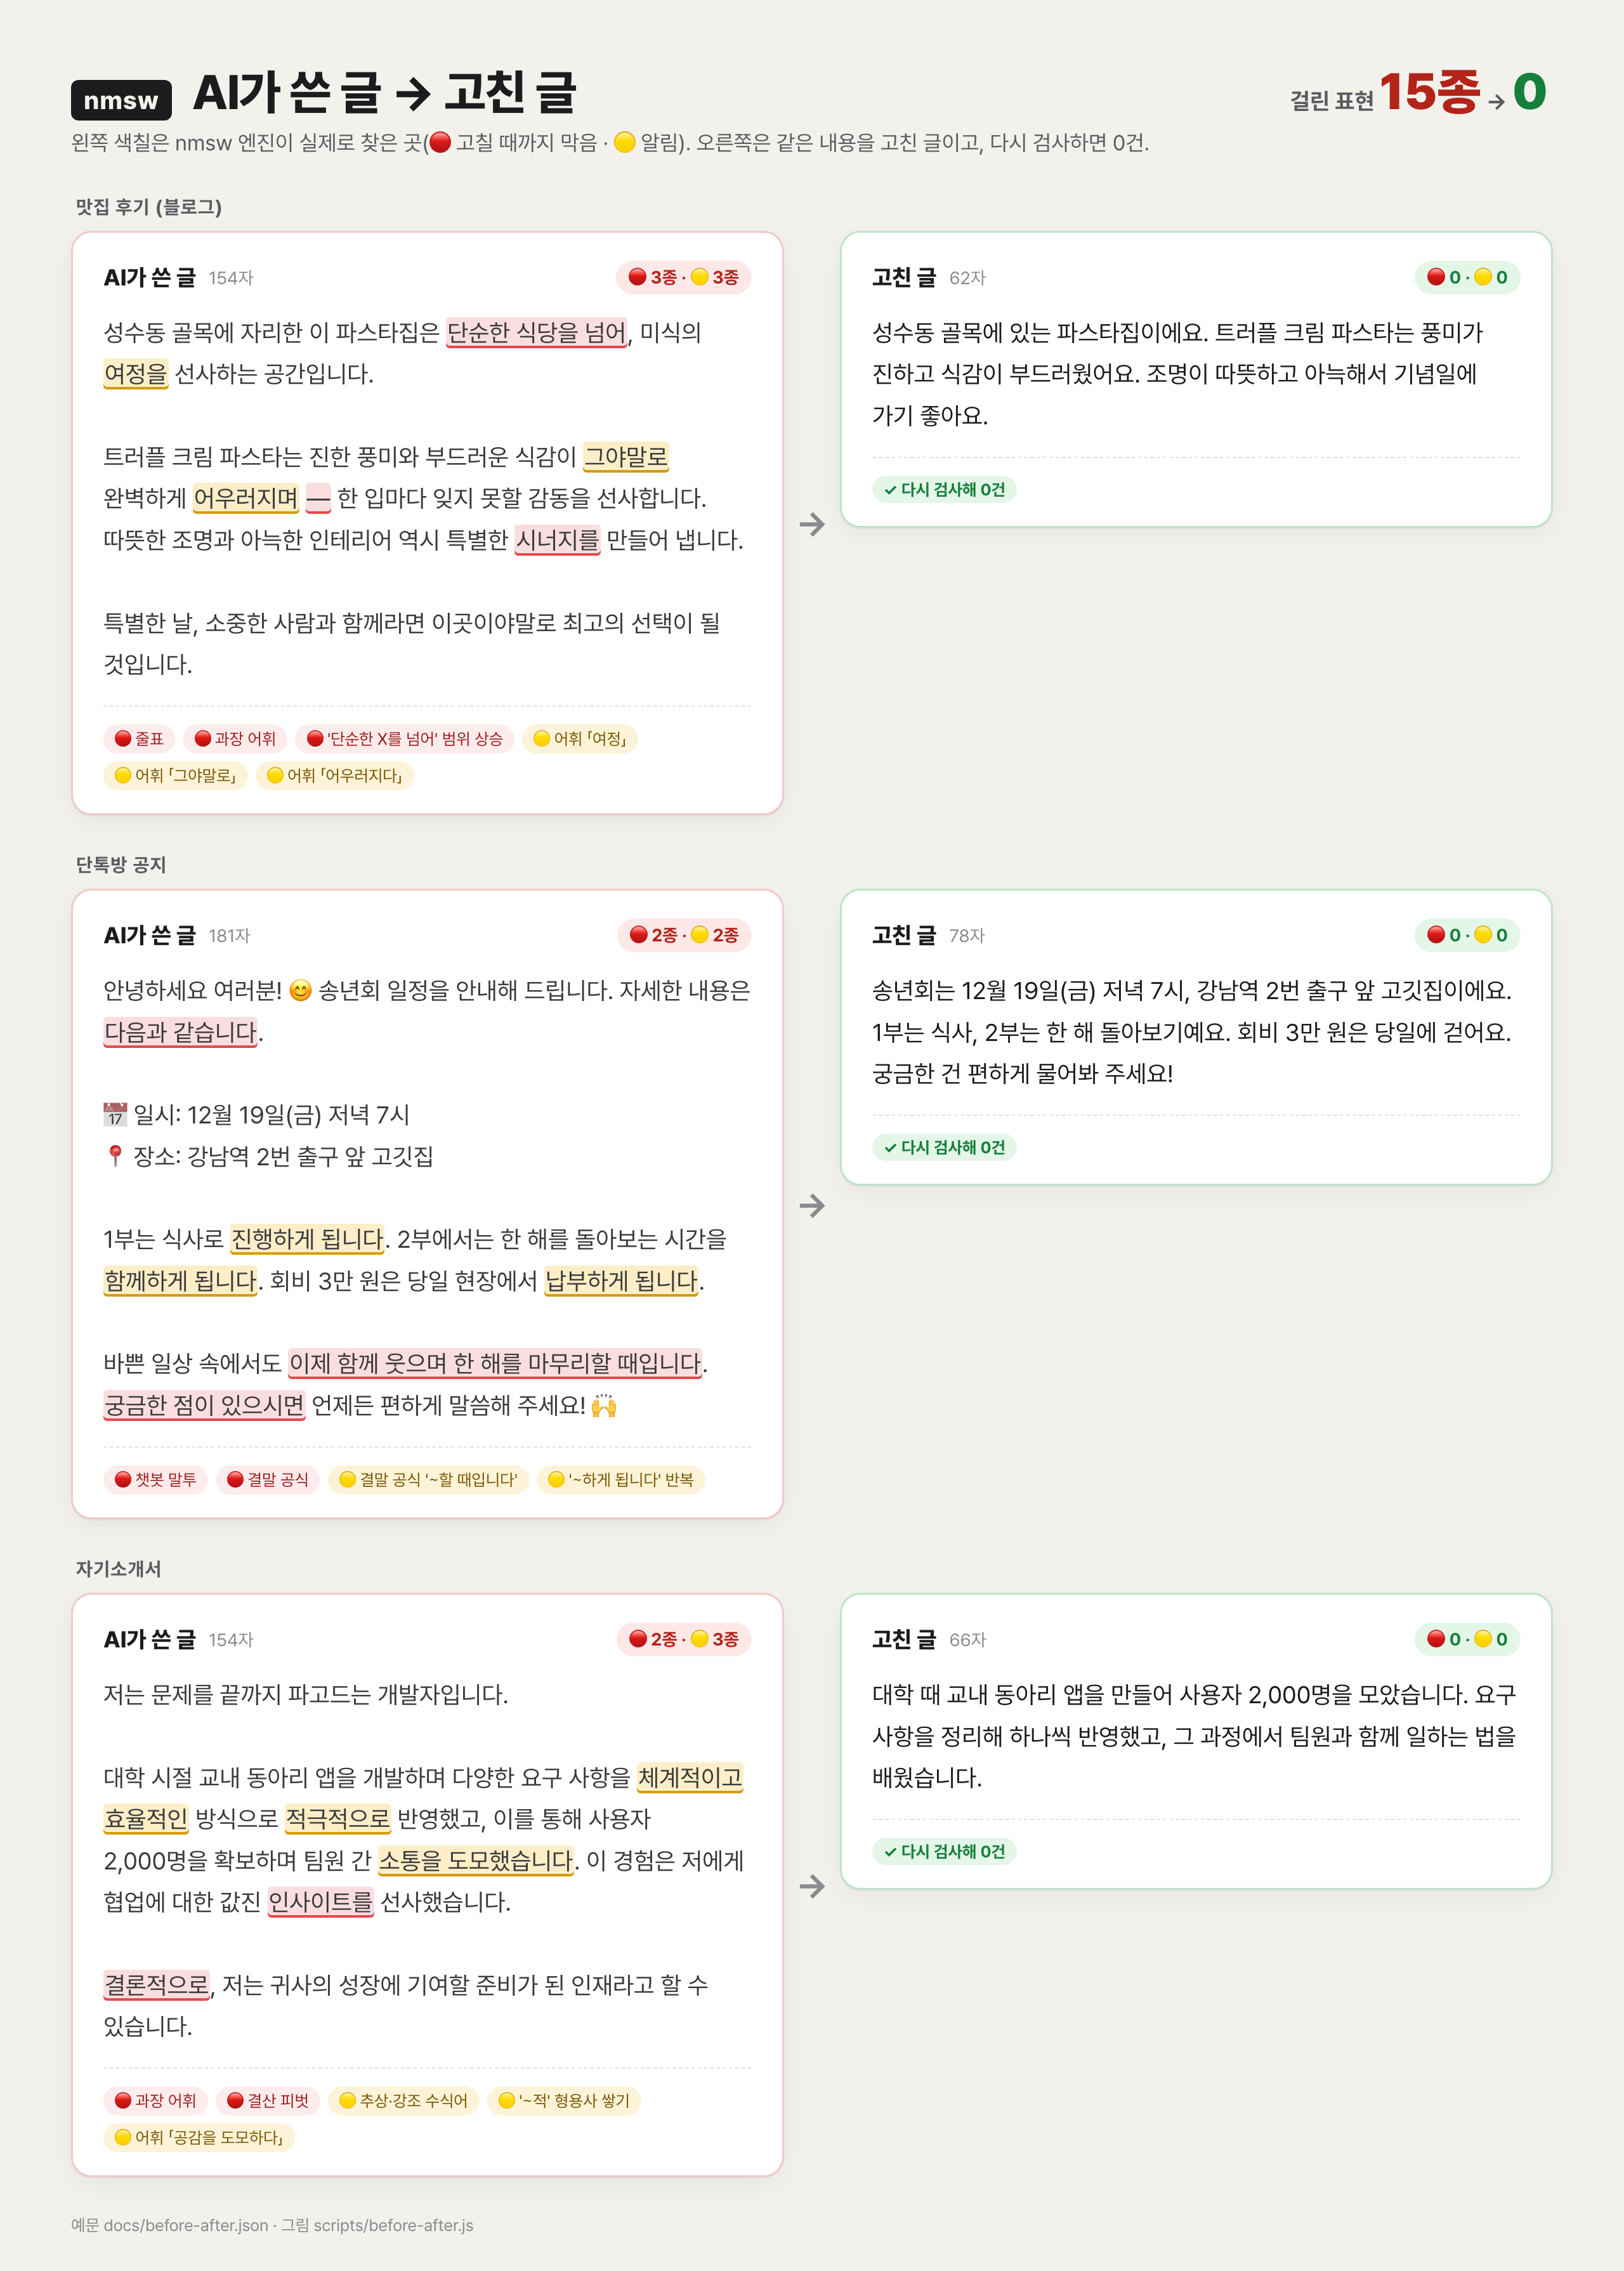 nmsw AI가 쓴 글 → 고친 글
걸린 표현 15종 → 0
왼쪽 색칠은 nmsw 엔진이 실제로 찾은 곳(🔴 고칠 때까지 막음 · 🟡 알림). 오른쪽은 같은 내용을 고친 글이고, 다시 검사하면 0건.
맛집 후기 (블로그)
AI가 쓴 글 154자
🔴 3종 · 🟡 3종
성수동 골목에 자리한 이 파스타집은 단순한 식당을 넘어, 미식의
여정을 선사하는 공간입니다.
트러플 크림 파스타는 진한 풍미와 부드러운 식감이 그야말로
완벽하게 어우러지며 — 한 입마다 잊지 못할 감동을 선사합니다.
따뜻한 조명과 아늑한 인테리어 역시 특별한 시너지를 만들어 냅니다.
특별한 날, 소중한 사람과 함께라면 이곳이야말로 최고의 선택이 될
것입니다.
🔴 줄표 🔴 과장 어휘 🔴 '단순한 X를 넘어' 범위 상승 🟡 어휘 「여정」
🟡 어휘 「그야말로」 🟡 어휘 「어우러지다」
→
고친 글 62자
🔴 0 · 🟡 0
성수동 골목에 있는 파스타집이에요. 트러플 크림 파스타는 풍미가
진하고 식감이 부드러웠어요. 조명이 따뜻하고 아늑해서 기념일에
가기 좋아요.
✓ 다시 검사해 0건
단톡방 공지
AI가 쓴 글 181자
🔴 2종 · 🟡 2종
안녕하세요 여러분! 😊 송년회 일정을 안내해 드립니다. 자세한 내용은
다음과 같습니다.
📅 일시: 12월 19일(금) 저녁 7시
📍 장소: 강남역 2번 출구 앞 고깃집
1부는 식사로 진행하게 됩니다. 2부에서는 한 해를 돌아보는 시간을
함께하게 됩니다. 회비 3만 원은 당일 현장에서 납부하게 됩니다.
바쁜 일상 속에서도 이제 함께 웃으며 한 해를 마무리할 때입니다.
궁금한 점이 있으시면 언제든 편하게 말씀해 주세요! 🙌
🔴 챗봇 말투 🔴 결말 공식 🟡 결말 공식 '~할 때입니다' 🟡 '~하게 됩니다' 반복
→
고친 글 78자
🔴 0 · 🟡 0
송년회는 12월 19일(금) 저녁 7시, 강남역 2번 출구 앞 고깃집이에요.
1부는 식사, 2부는 한 해 돌아보기예요. 회비 3만 원은 당일에 걷어요.
궁금한 건 편하게 물어봐 주세요!
✓ 다시 검사해 0건
자기소개서
AI가 쓴 글 154자
🔴 2종 · 🟡 3종
저는 문제를 끝까지 파고드는 개발자입니다.
대학 시절 교내 동아리 앱을 개발하며 다양한 요구 사항을 체계적이고
효율적인 방식으로 적극적으로 반영했고, 이를 통해 사용자
2,000명을 확보하며 팀원 간 소통을 도모했습니다. 이 경험은 저에게
협업에 대한 값진 인사이트를 선사했습니다.
결론적으로, 저는 귀사의 성장에 기여할 준비가 된 인재라고 할 수
있습니다.
🔴 과장 어휘 🔴 결산 피벗 🟡 추상·강조 수식어 🟡 '~적' 형용사 쌓기
🟡 어휘 「공감을 도모하다」
→
고친 글 66자
🔴 0 · 🟡 0
대학 때 교내 동아리 앱을 만들어 사용자 2,000명을 모았습니다. 요구
사항을 정리해 하나씩 반영했고, 그 과정에서 팀원과 함께 일하는 법을
배웠습니다.
✓ 다시 검사해 0건
예문 docs/before-after.json · 그림 scripts/before-after.js